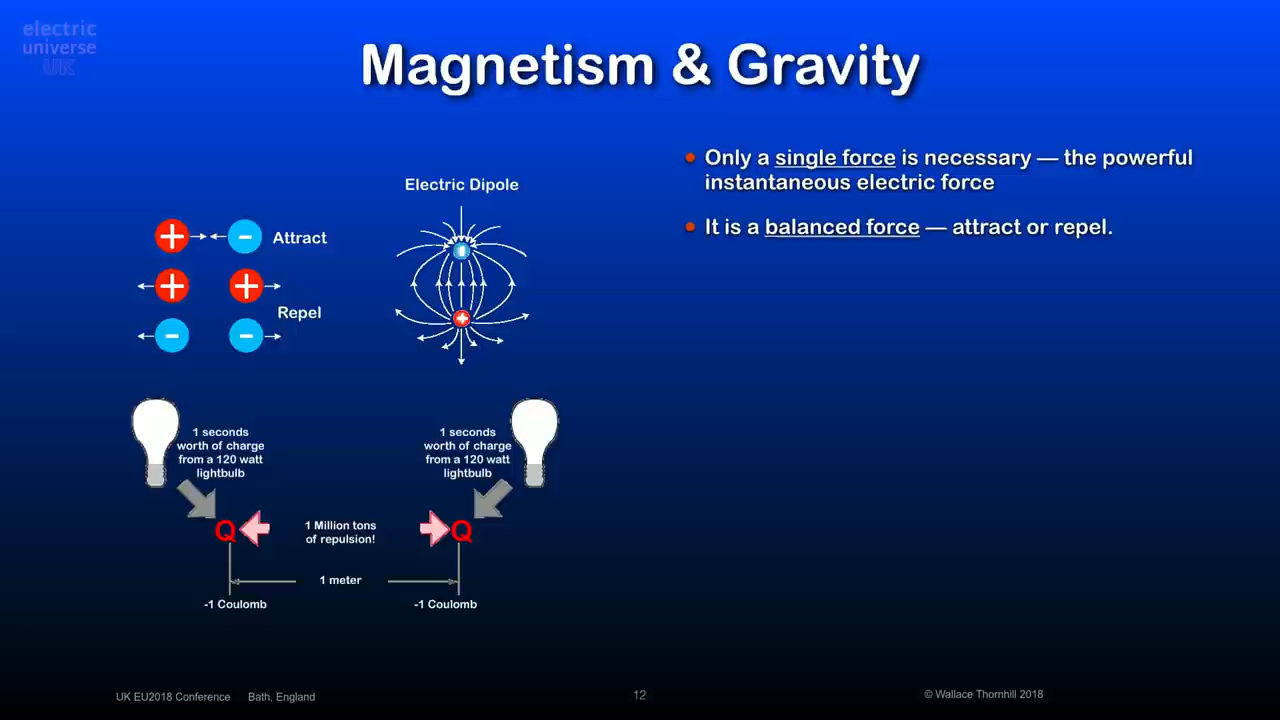 electric
universe
UK
Magnetism & Gravity
Only a single force is necessary — the powerful
instantaneous electric force
It is a balanced force — attract or repel.
Electric Dipole
+
-
Attract
+
+
Repel
-
-
+
1 seconds
worth of charge
from a 120 watt
lightbulb
1 seconds
worth of charge
from a 120 watt
lightbulb
Q
1 Million tons
of repulsion!
Q
1 meter
-1 Coulomb
-1 Coulomb
UK EU2018 Conference Bath, England
12
© Wallace Thornhill 2018